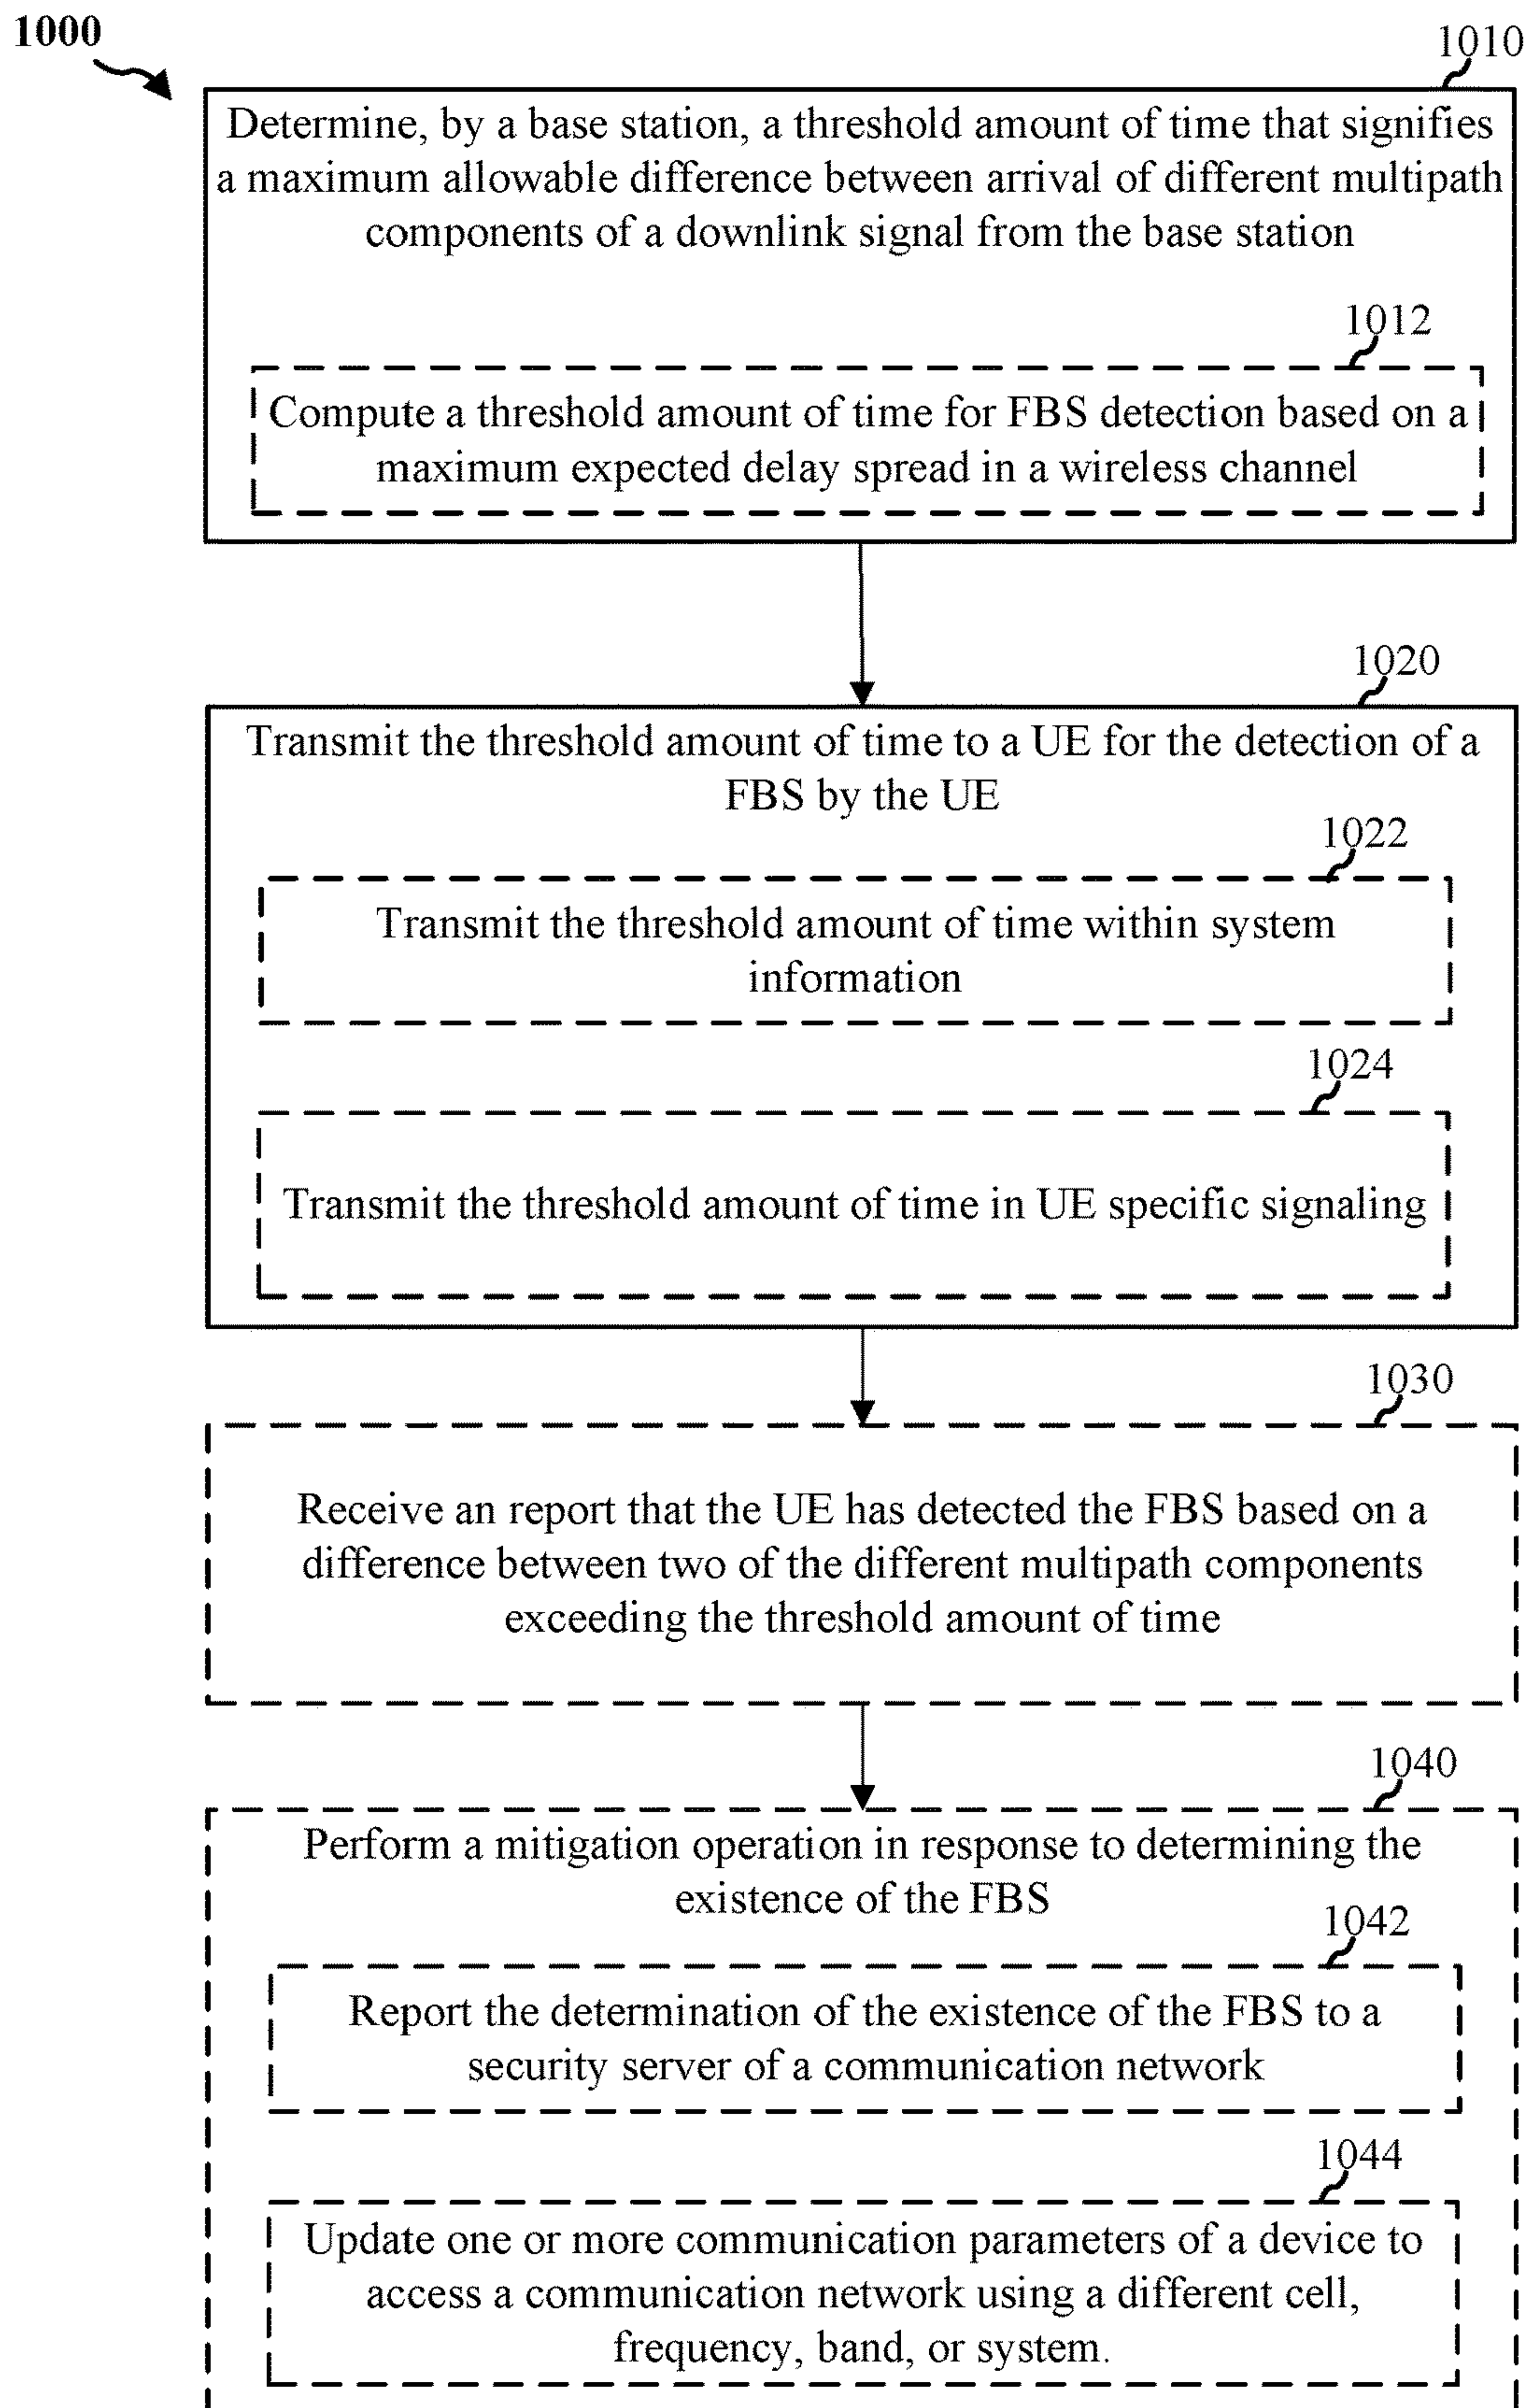 1000
1010
Determine, by a base station, a threshold amount of time that signifies
a maximum allowable difference between arrival of different multipath
components of a downlink signal from the base station
1012
Compute a threshold amount of time for FBS detection based on a
maximum expected delay spread in a wireless channel
1020
Transmit the threshold amount of time to a UE for the detection of a
FBS by the UE
1022
Transmit the threshold amount of time within system
information
1024
Transmit the threshold amount of time in UE specific signaling
1030
Receive an report that the UE has detected the FBS based on a
difference between two of the different multipath components
exceeding the threshold amount of time
1040
Perform a mitigation operation in response to determining the
existence of the FBS
1042
Report the determination of the existence of the FBS to a
security server of a communication network
1044
Update one or more communication parameters of a device to
access a communication network using a different cell,
frequency, band, or system.